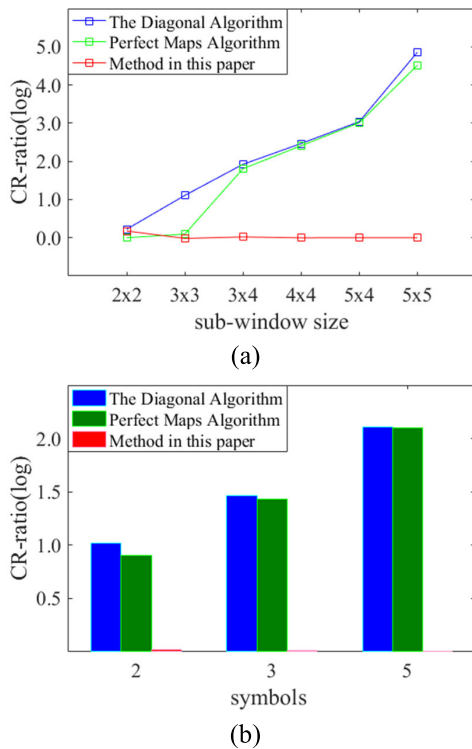 The Diagonal Algorithm
Perfect Maps Algorithm
Method in this paper
CR-ratio(log)
5.0
4.0
3.0
2.0
1.0
0.0
2x2 3x3 3x4 4x4 5x4 5x5
sub-window size
(a)
The Diagonal Algorithm
Perfect Maps Algorithm
Method in this paper
CR-ratio(log)
2.0
1.5
1.0
0.5
2 3 5
symbols
(b)